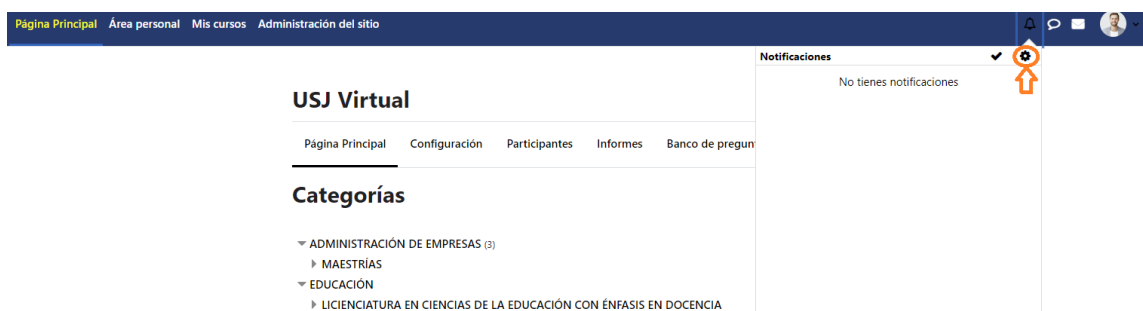 Página Principal Área personal Mis cursos Administración del sitio
Notificaciones
No tienes notificaciones
USJ Virtual
Página Principal Configuración Participantes Informes Banco de pregun
Categorías
ADMINISTRACIÓN DE EMPRESAS (3)
MAESTRÍAS
EDUCACIÓN
LICIENCIATURA EN CIENCIAS DE LA EDUCACIÓN CON ÉNFASIS EN DOCENCIA